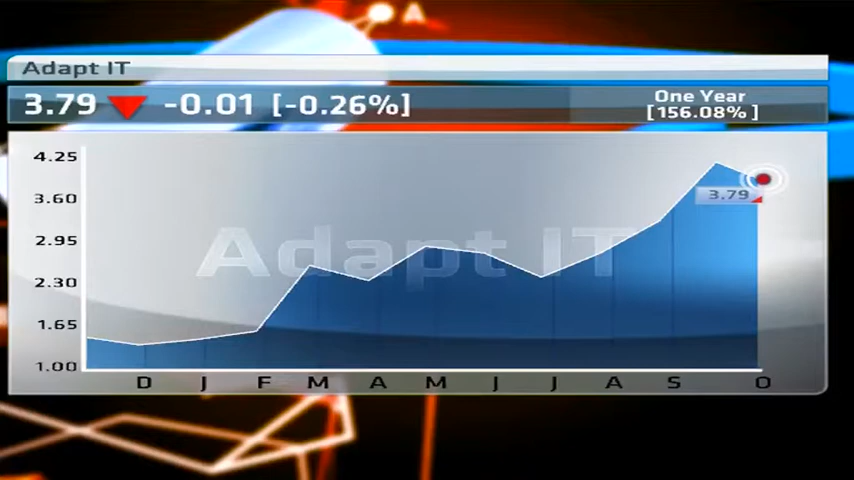 A
Adapt IT
3.79 -0.01 [-0.26%]
One Year
[156.08%]
4.25
3.60
2.95
2.30
1.65
1.00
Adapt IT
3.79
D J F M A M J J A S O